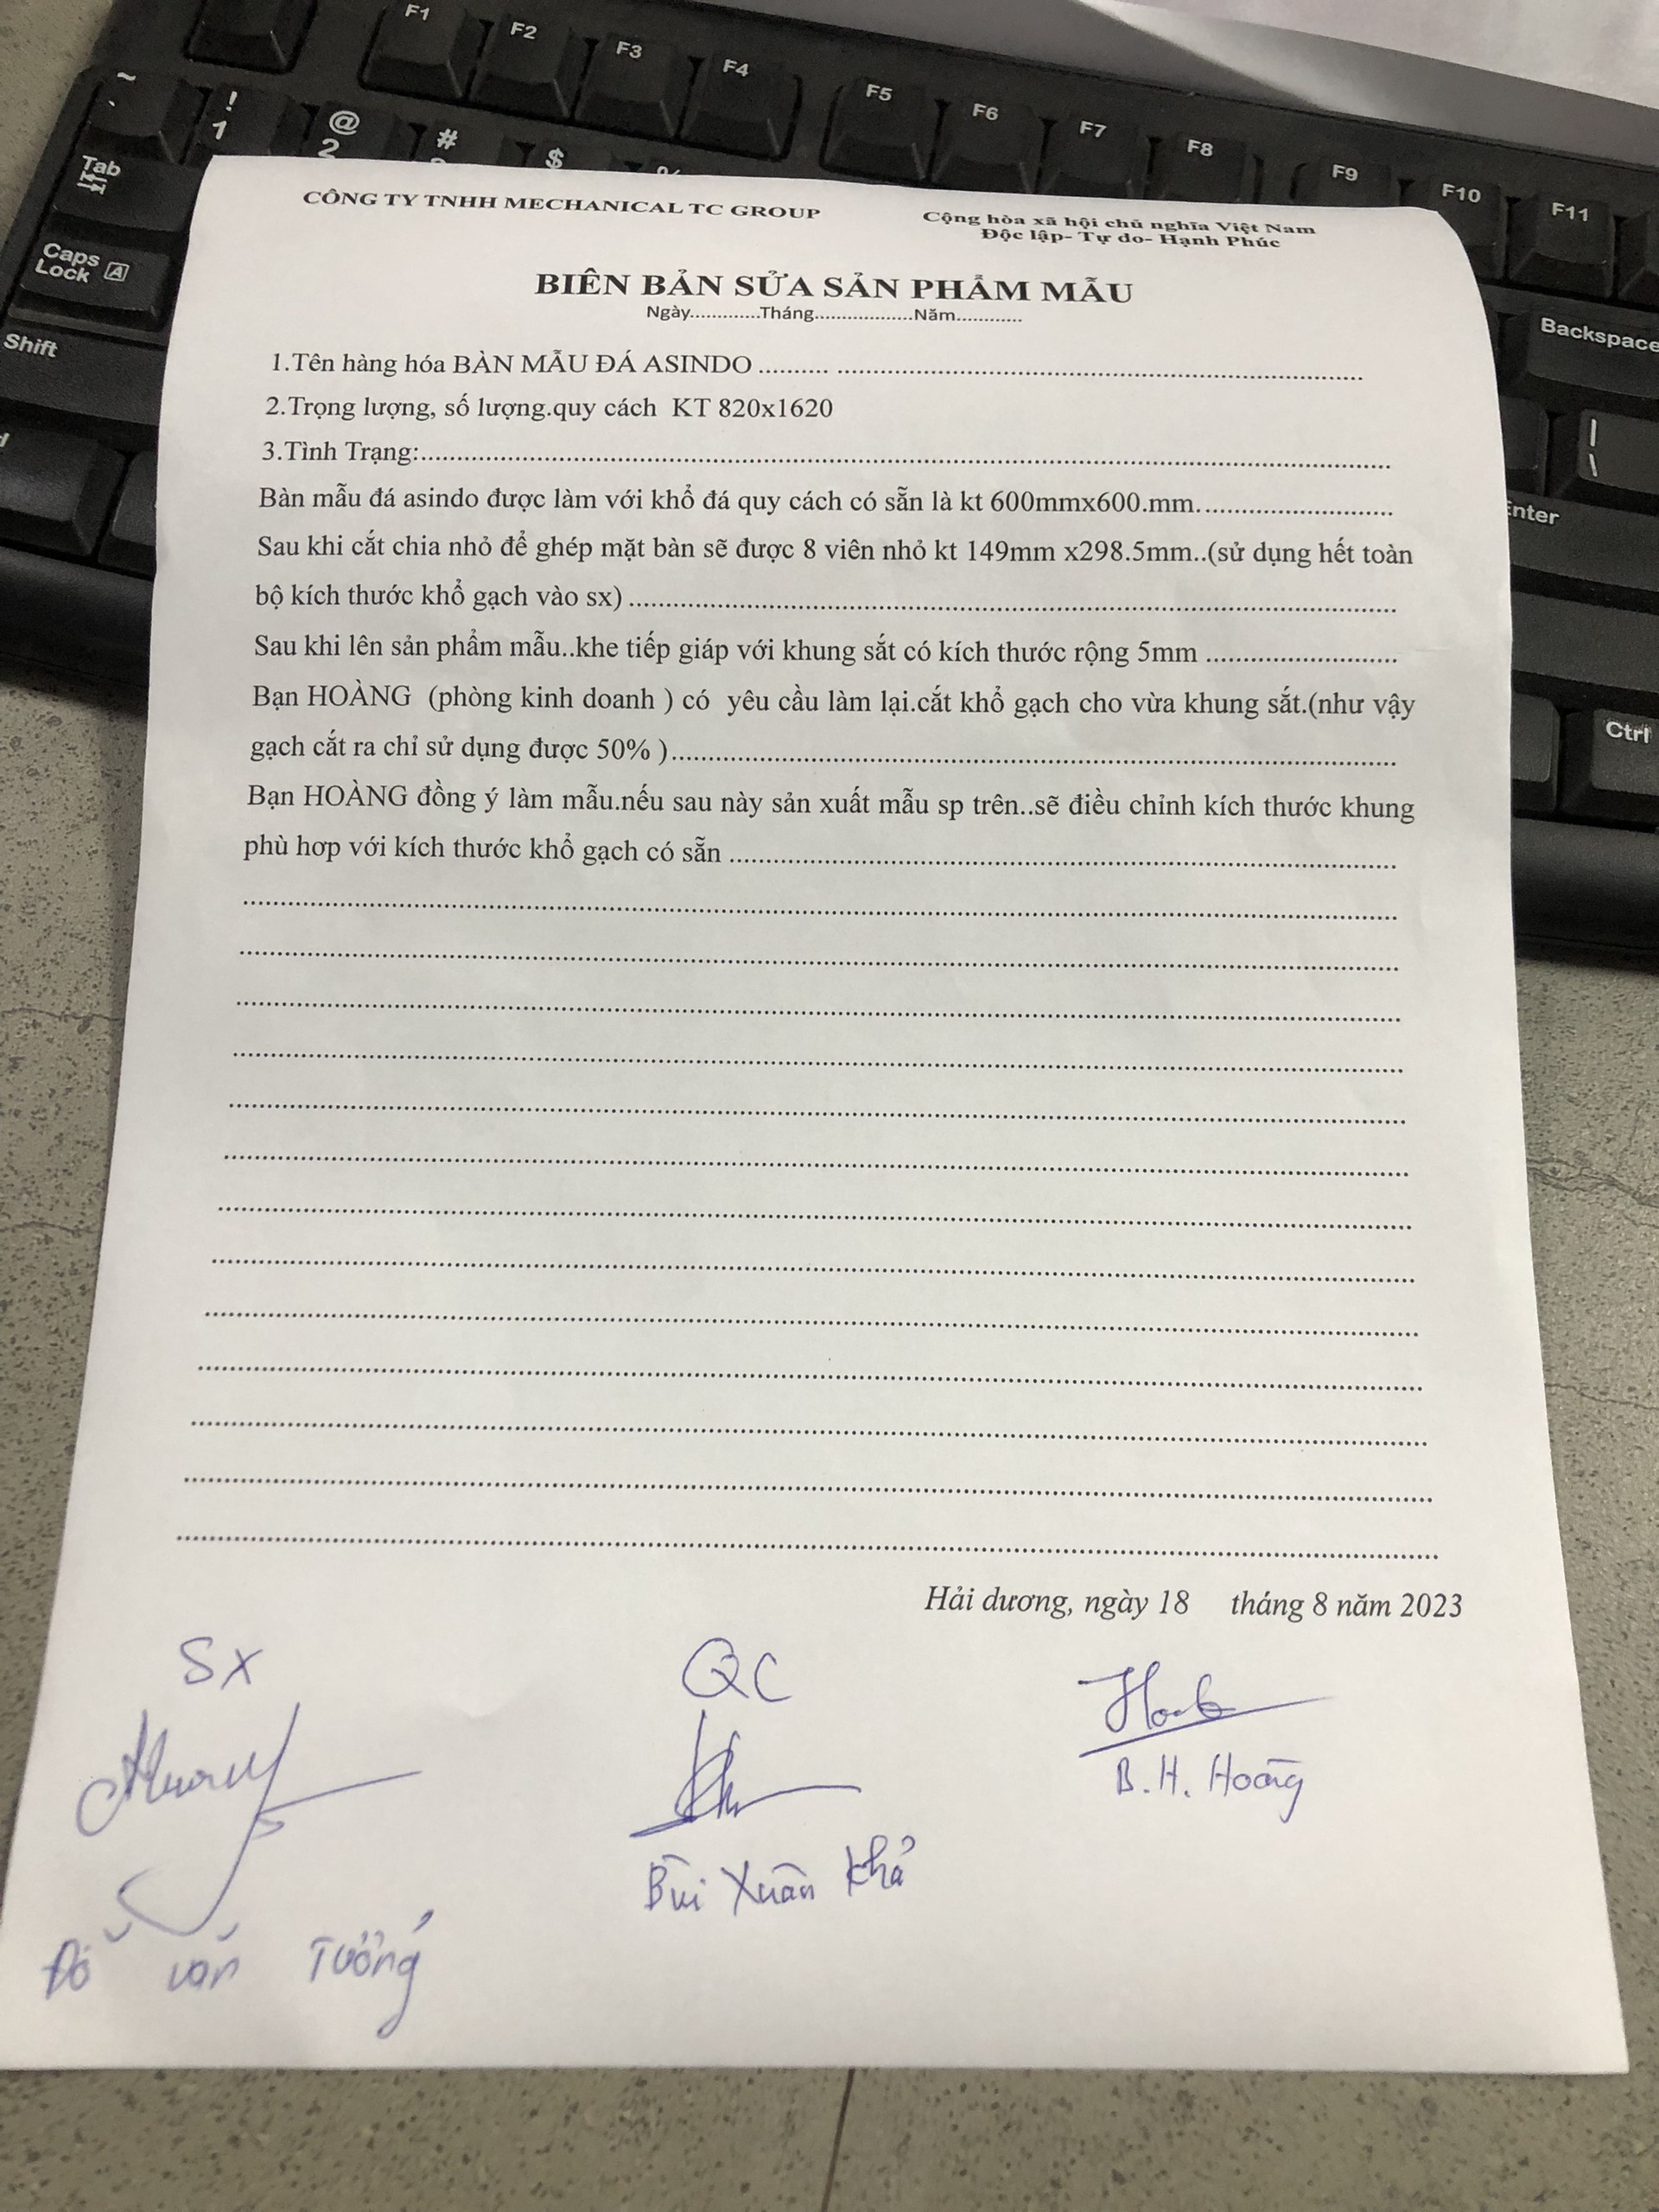 F1 F2 F3 F4 F5 F6 F7 F8 F9 F10 F11
~ ! @ # $
1 2
Tab
Caps Lock A
Shift
Backspace
| \
Enter
Ctrl
CÔNG TY TNHH MECHANICAL TC GROUP
Cộng hòa xã hội chủ nghĩa Việt Nam
Độc lập- Tự do- Hạnh Phúc
BIÊN BẢN SỬA SẢN PHẨM MẪU
Ngày.............Tháng..................Năm............
1.Tên hàng hóa BÀN MẪU ĐÁ ASINDO .......... ..........................................................................
2.Trọng lượng, số lượng.quy cách KT 820x1620
3.Tình Trạng:..........................................................................................................................
Bàn mẫu đá asindo được làm với khổ đá quy cách có sẵn là kt 600mmx600.mm..........................
Sau khi cắt chia nhỏ để ghép mặt bàn sẽ được 8 viên nhỏ kt 149mm x298.5mm..(sử dụng hết toàn
bộ kích thước khổ gạch vào sx) ..........................................................................................
Sau khi lên sản phẩm mẫu..khe tiếp giáp với khung sắt có kích thước rộng 5mm ..........................
Bạn HOÀNG (phòng kinh doanh ) có yêu cầu làm lại.cắt khổ gạch cho vừa khung sắt.(như vậy
gạch cắt ra chỉ sử dụng được 50% )..........................................................................................
Bạn HOÀNG đồng ý làm mẫu.nếu sau này sản xuất mẫu sp trên..sẽ điều chỉnh kích thước khung
phù hơp với kích thước khổ gạch có sẵn ..........................................................................
Hải dương, ngày 18 tháng 8 năm 2023
SX QC
B. H. Hoàng
Bùi Xuân Khả
Đỗ văn Tưởng